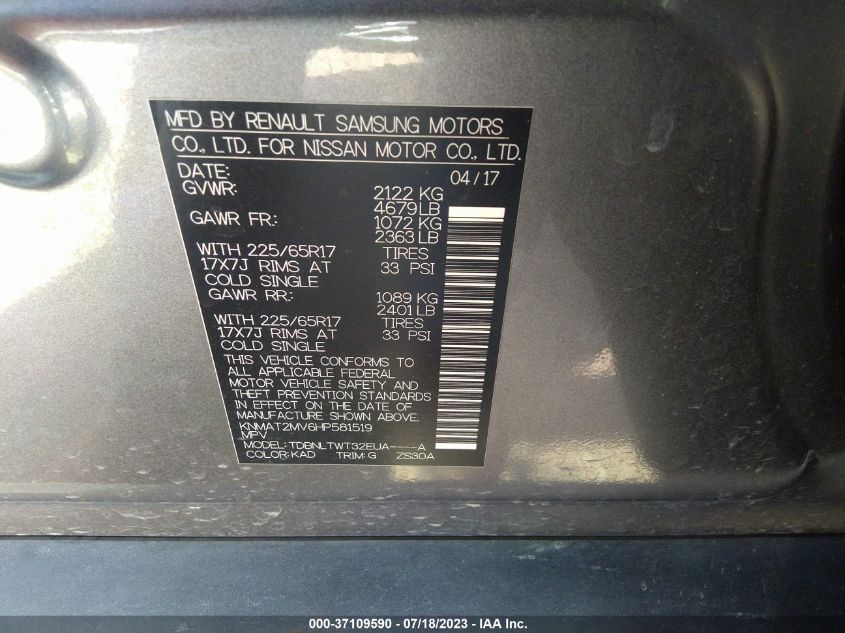 MFD BY RENAULT SAMSUNG MOTORS
CO., LTD. FOR NISSAN MOTOR CO., LTD.
DATE: 04/17
GVWR: 2122 KG
4679 LB
GAWR FR.: 1072 KG
2363 LB
WITH 225/65R17 TIRES
17X7J RIMS AT 33 PSI
COLD SINGLE
GAWR RR.: 1089 KG
2401 LB
WITH 225/65R17 TIRES
17X7J RIMS AT 33 PSI
COLD SINGLE
THIS VEHICLE CONFORMS TO
ALL APPLICABLE FEDERAL
MOTOR VEHICLE SAFETY AND
THEFT PREVENTION STANDARDS
IN EFFECT ON THE DATE OF
MANUFACTURE SHOWN ABOVE.
KNMAT2MV6HP581519
MPV
MODEL: TDBNLTWT32EUA----A
COLOR: KAD TRIM: G ZS30A
000-37109590 - 07/18/2023 - IAA Inc.